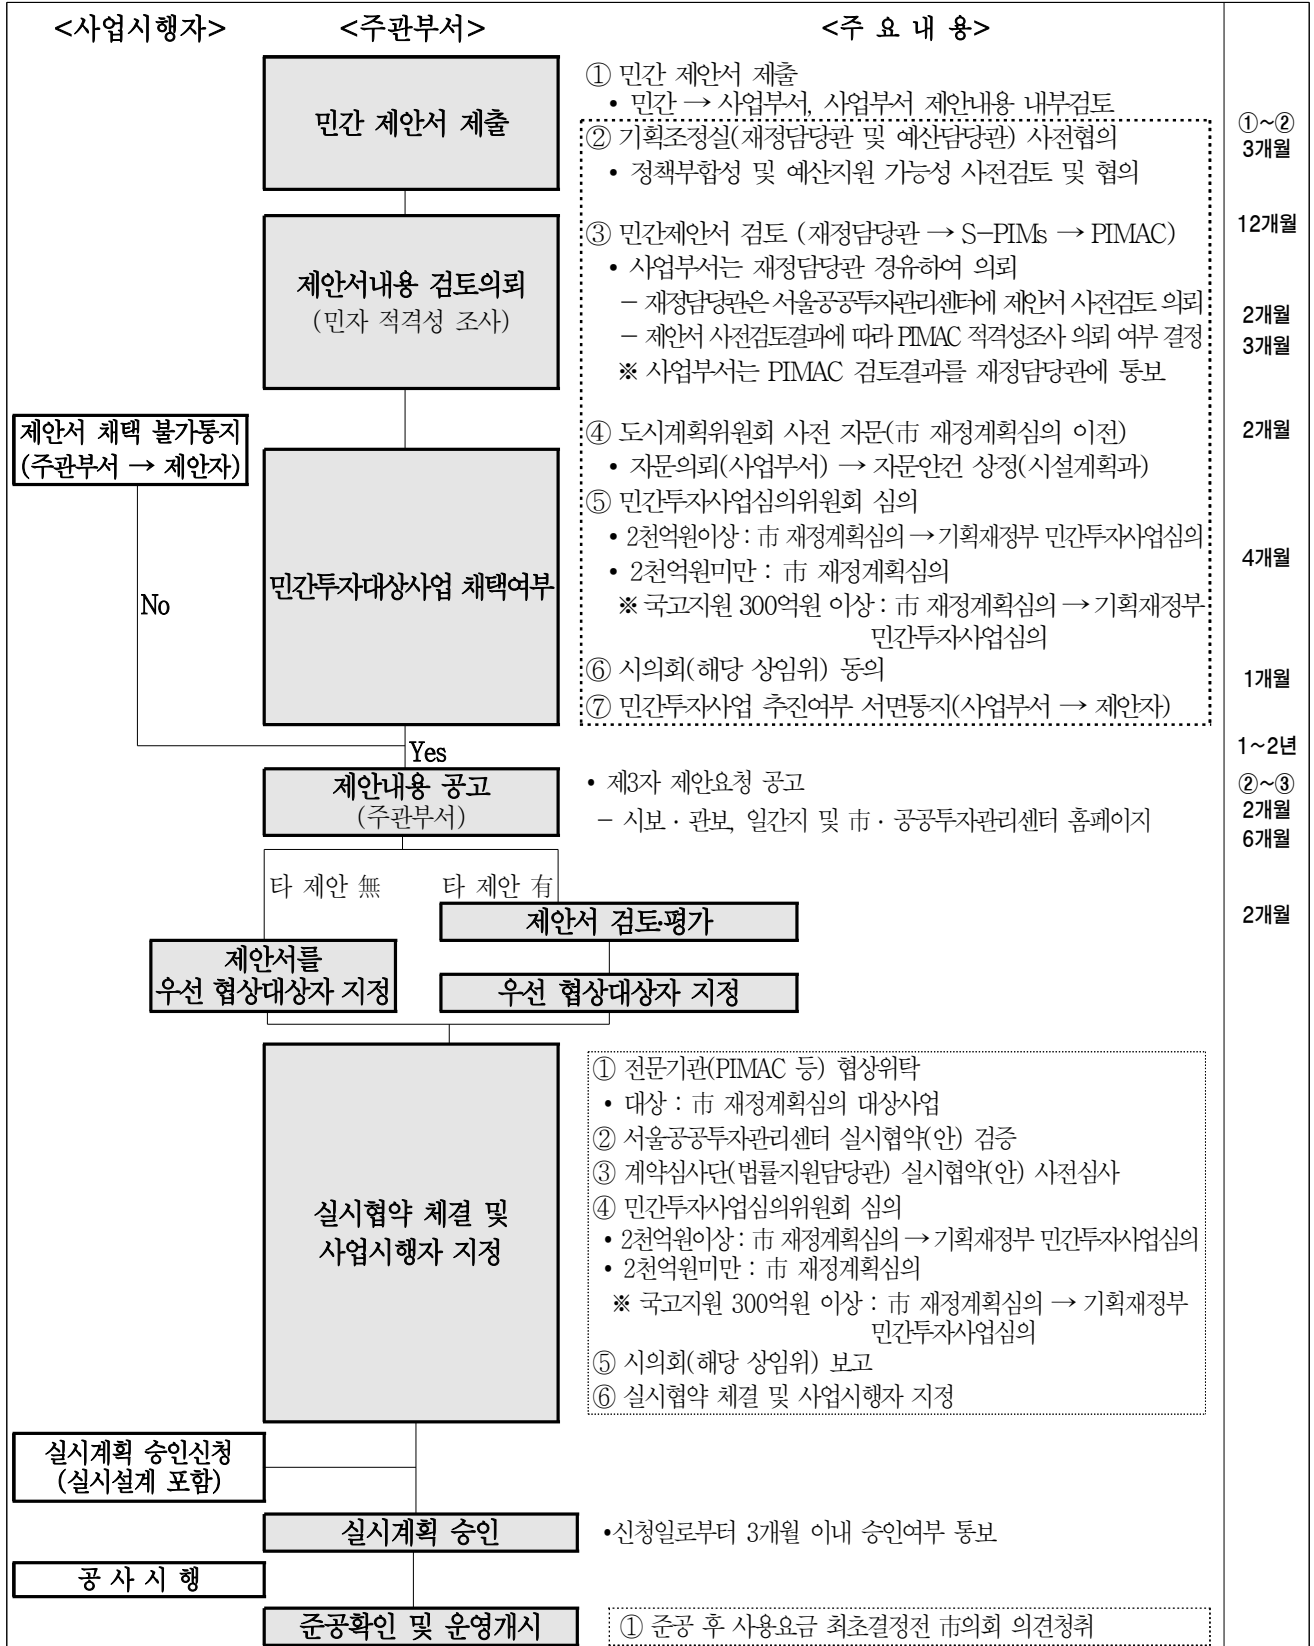 <사업시행자> <주관부서> <주 요 내 용>
민간 제안서 제출
① 민간 제안서 제출
• 민간 → 사업부서, 사업부서 제안내용 내부검토
② 기획조정실(재정담당관 및 예산담당관) 사전협의
• 정책부합성 및 예산지원 가능성 사전검토 및 협의
①~②
3개월
제안서내용 검토의뢰
(민자 적격성 조사)
③ 민간제안서 검토 (재정담당관 → S-PIMs → PIMAC)
• 사업부서는 재정담당관 경유하여 의뢰
- 재정담당관은 서울공공투자관리센터에 제안서 사전검토 의뢰
- 제안서 사전검토결과에 따라 PIMAC 적격성조사 의뢰 여부 결정
※ 사업부서는 PIMAC 검토결과를 재정담당관에 통보
12개월
2개월
3개월
제안서 채택 불가통지
(주관부서 → 제안자)
No
민간투자대상사업 채택여부
④ 도시계획위원회 사전 자문(市 재정계획심의 이전)
• 자문의뢰(사업부서) → 자문안건 상정(시설계획과)
⑤ 민간투자사업심의위원회 심의
• 2천억원이상 : 市 재정계획심의 → 기획재정부 민간투자사업심의
• 2천억원미만 : 市 재정계획심의
※ 국고지원 300억원 이상 : 市 재정계획심의 → 기획재정부
민간투자사업심의
⑥ 시의회(해당 상임위) 동의
⑦ 민간투자사업 추진여부 서면통지(사업부서 → 제안자)
2개월
4개월
1개월
Yes
1~2년
제안내용 공고
(주관부서)
• 제3자 제안요청 공고
- 시보 · 관보, 일간지 및 市 · 공공투자관리센터 홈페이지
②~③
2개월
6개월
타 제안 無
타 제안 有
제안서 검토·평가
2개월
제안서를
우선 협상대상자 지정
우선 협상대상자 지정
실시협약 체결 및
사업시행자 지정
① 전문기관(PIMAC 등) 협상위탁
• 대상 : 市 재정계획심의 대상사업
② 서울공공투자관리센터 실시협약(안) 검증
③ 계약심사단(법률지원담당관) 실시협약(안) 사전심사
④ 민간투자사업심의위원회 심의
• 2천억원이상 : 市 재정계획심의 → 기획재정부 민간투자사업심의
• 2천억원미만 : 市 재정계획심의
※ 국고지원 300억원 이상 : 市 재정계획심의 → 기획재정부
민간투자사업심의
⑤ 시의회(해당 상임위) 보고
⑥ 실시협약 체결 및 사업시행자 지정
실시계획 승인신청
(실시설계 포함)
실시계획 승인
•신청일로부터 3개월 이내 승인여부 통보
공 사 시 행
준공확인 및 운영개시
① 준공 후 사용요금 최초결정전 市의회 의견청취